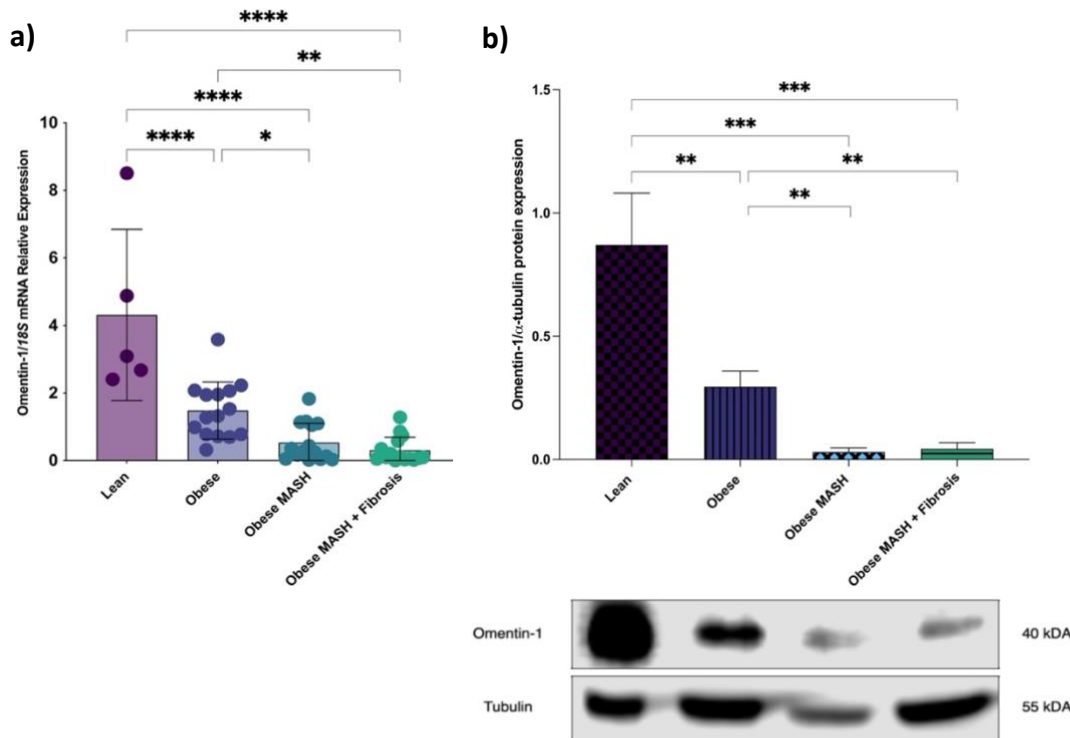 a)
****
**
****
****
*
10
8
6
4
2
0
Omentin-1/18S mRNA Relative Expression
Lean
Obese
Obese MASH
Obese MASH + Fibrosis
b)
***
***
**
**
**
1.5
1.0
0.5
0.0
Omentin-1/α-tubulin protein expression
Lean
Obese
Obese MASH
Obese MASH + Fibrosis
Omentin-1
40 kDA
Tubulin
55 kDA